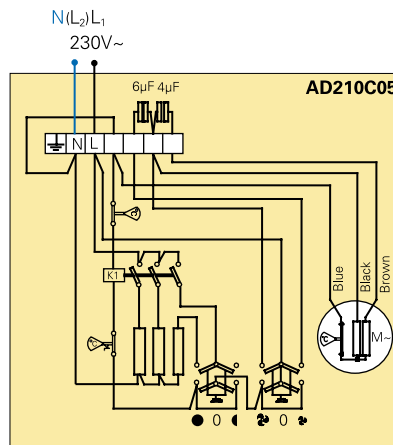 N(L₂)L₁
230V~
6µF 4µF
AD210C05
N L
K1
Blue
Black
Brown
M~
0 0